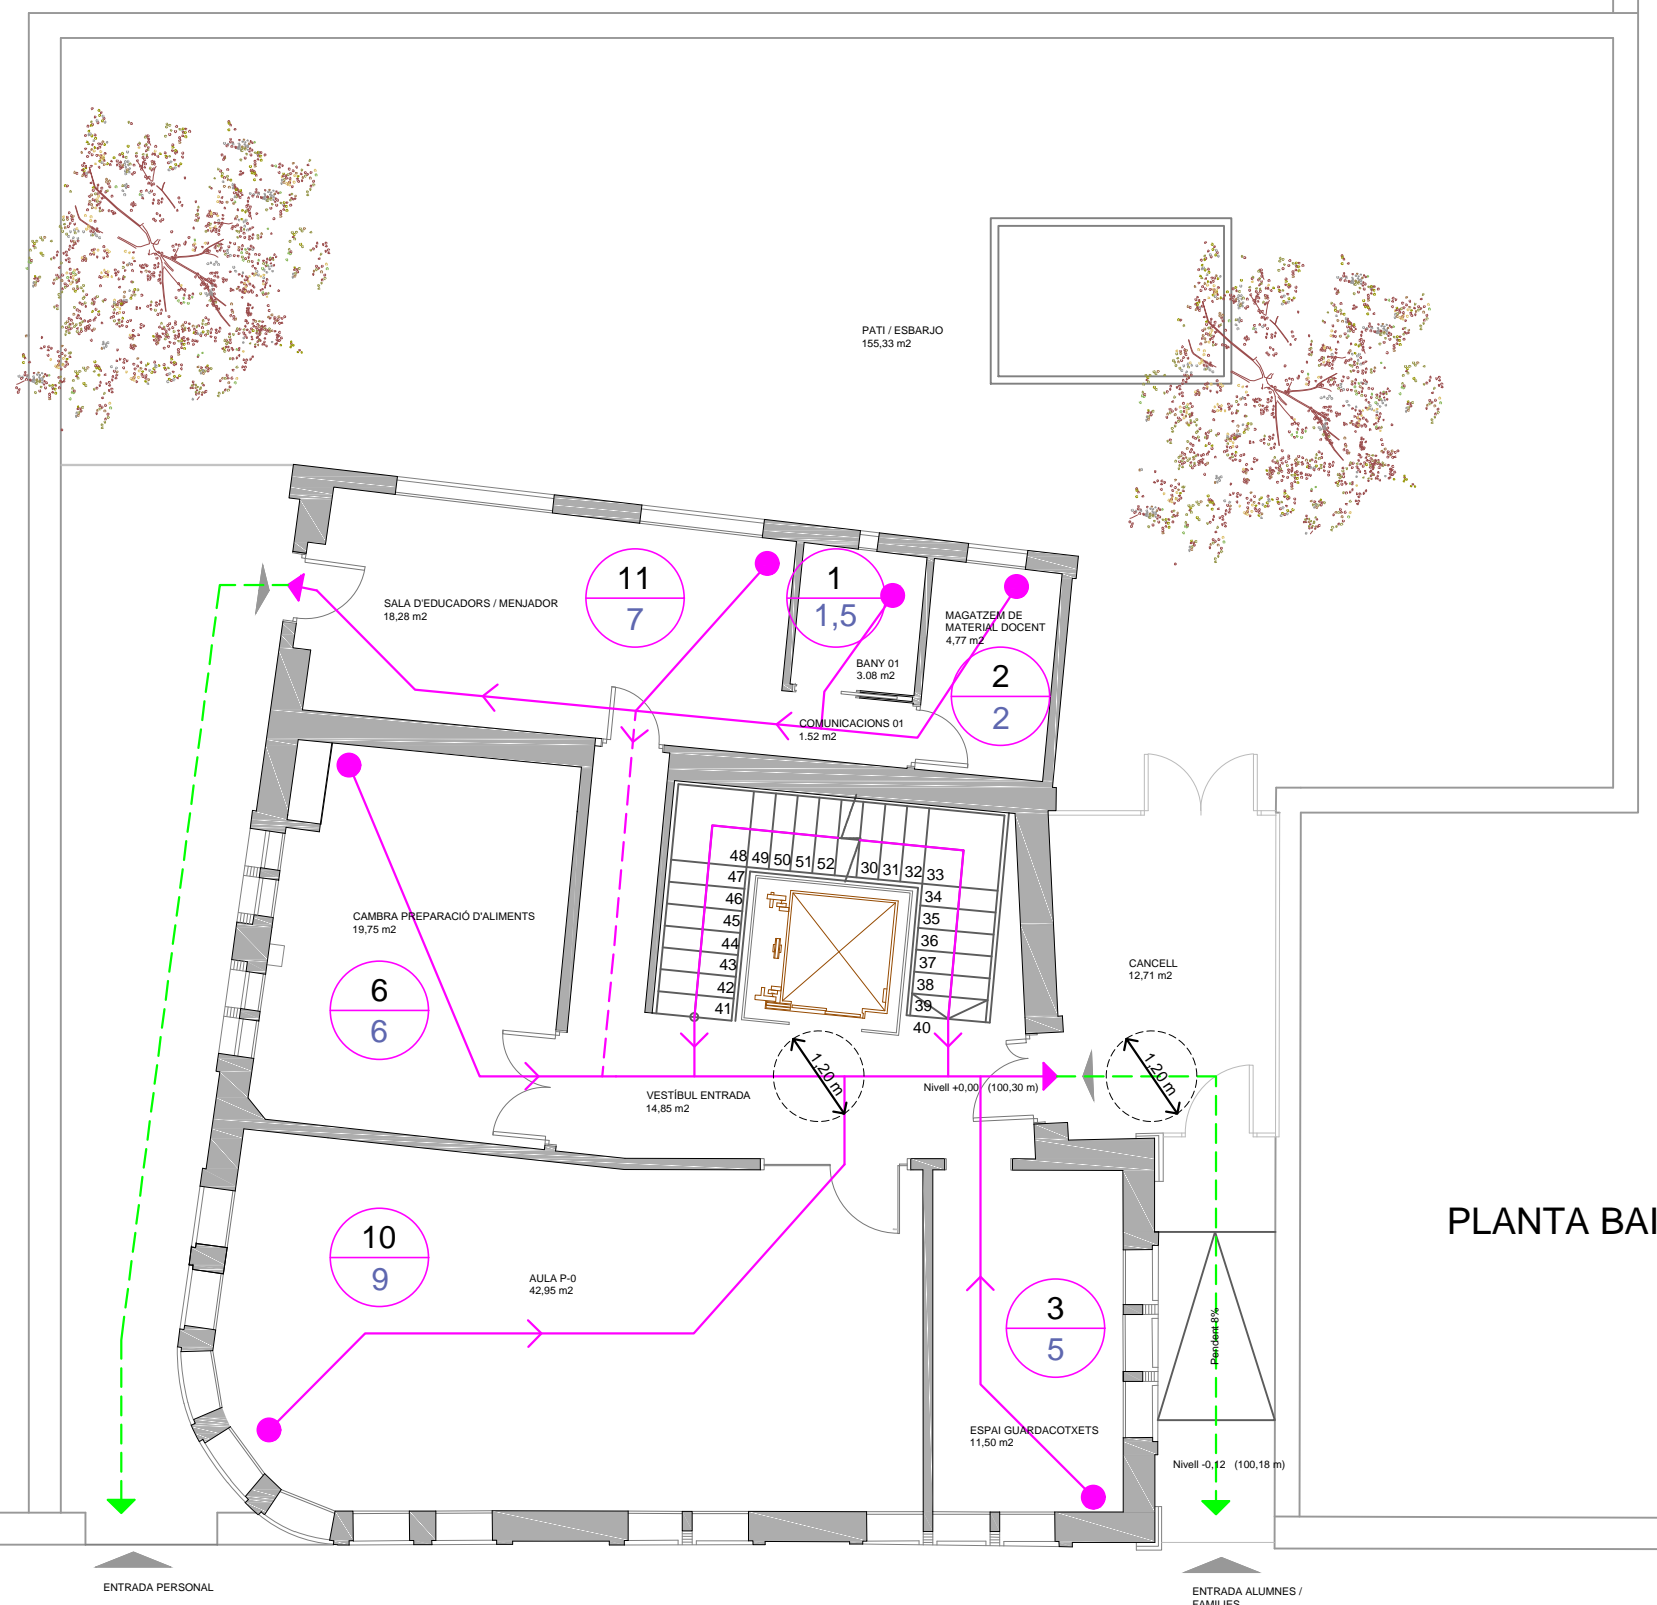 PATI / ESBARJO
155,33 m2
11
7
1
1,5
SALA D'EDUCADORS / MENJADOR
18,28 m2
MAGATZEM DE
MATERIAL DOCENT
4,77 m2
BANY 01
3.08 m2
2
2
COMUNICACIONS 01
1.52 m2
48 49 50 51 52 30 31 32 33
47
46
45
44
43
42
41
34
35
36
37
38
39
40
CAMBRA PREPARACIÓ D'ALIMENTS
19,75 m2
6
6
CANCELL
12,71 m2
1,20 m
1,20 m
Nivell +0,00 (100,30 m)
VESTÍBUL ENTRADA
14,85 m2
10
9
AULA P-0
42,95 m2
3
5
PLANTA BAI
Pendent 8%
ESPAI GUARDACOTXETS
11,50 m2
Nivell -0,12 (100,18 m)
ENTRADA PERSONAL
ENTRADA ALUMNES /
FAMILIES